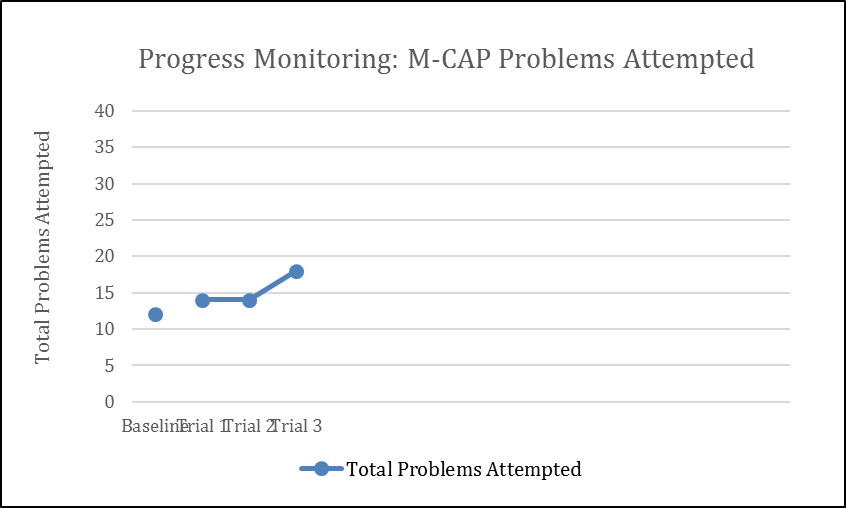 Progress Monitoring: M-CAP Problems Attempted
Total Problems Attempted
40
35
30
25
20
15
10
5
0
Baseline Trial 1 Trial 2 Trial 3
Total Problems Attempted